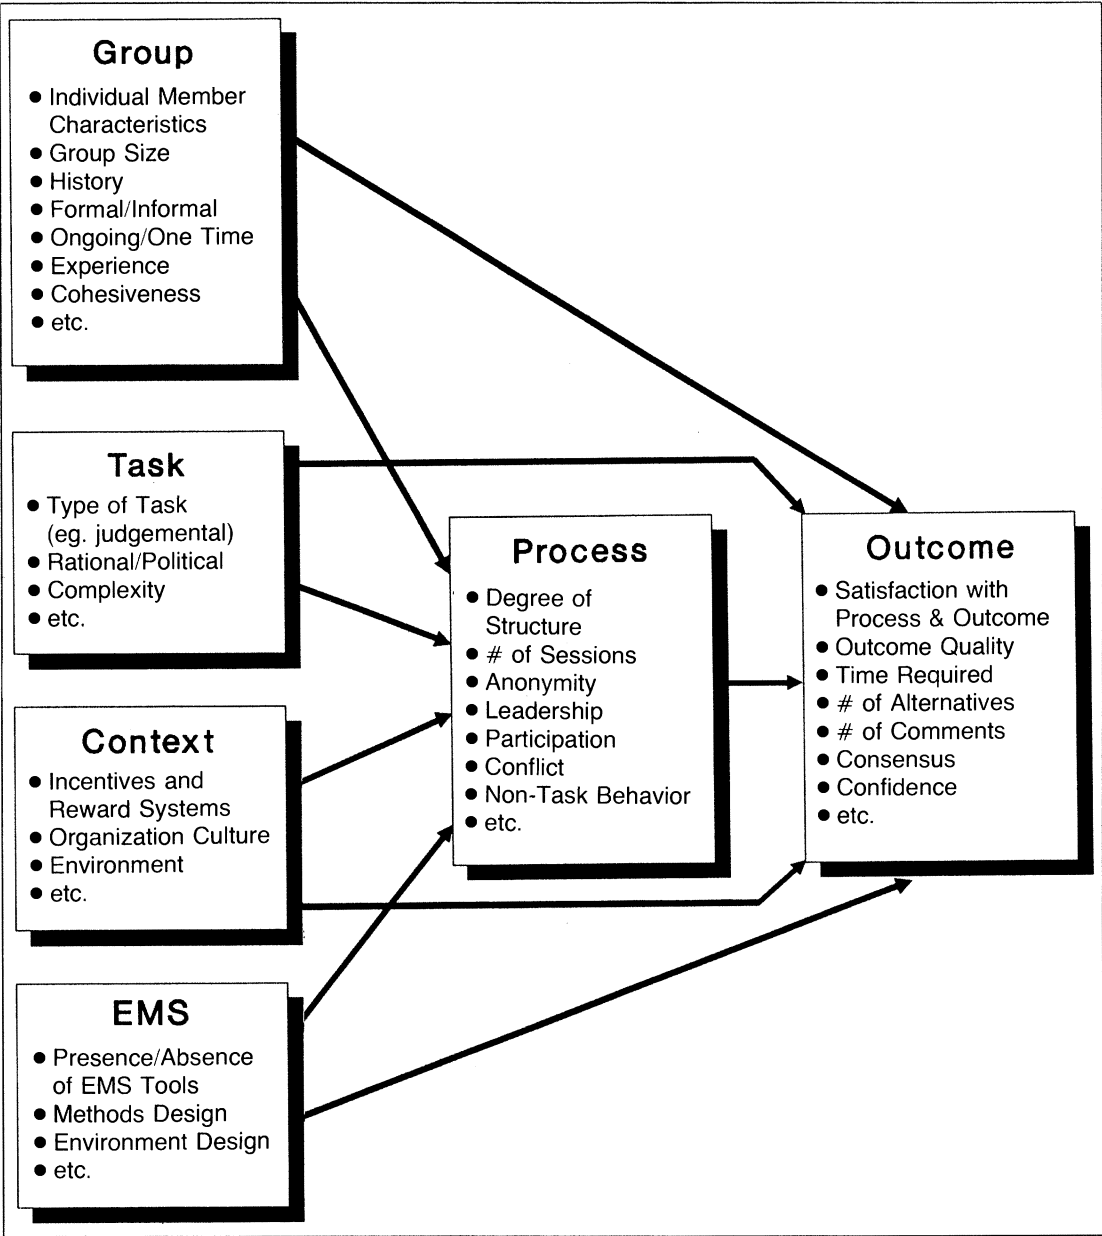 Group
● Individual Member
Characteristics
● Group Size
● History
● Formal/Informal
● Ongoing/One Time
● Experience
● Cohesiveness
● etc.
Task
● Type of Task
(eg. judgemental)
● Rational/Political
● Complexity
● etc.
Context
● Incentives and
Reward Systems
● Organization Culture
● Environment
● etc.
EMS
● Presence/Absence
of EMS Tools
● Methods Design
● Environment Design
● etc.
Process
● Degree of
Structure
● # of Sessions
● Anonymity
● Leadership
● Participation
● Conflict
● Non-Task Behavior
● etc.
Outcome
● Satisfaction with
Process & Outcome
● Outcome Quality
● Time Required
● # of Alternatives
● # of Comments
● Consensus
● Confidence
● etc.